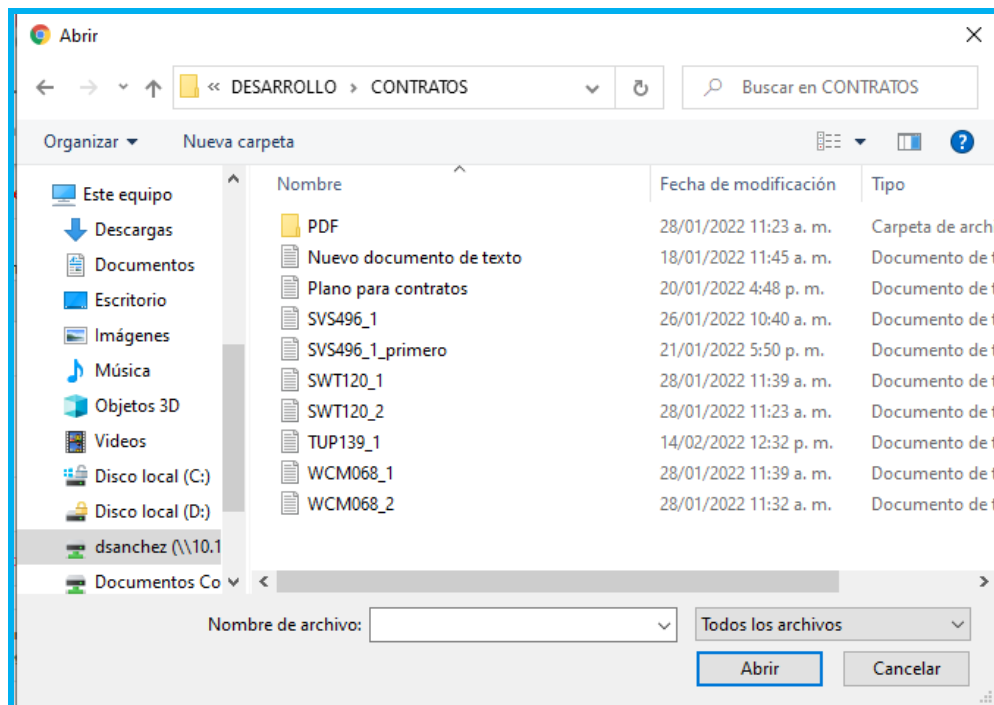 Abrir
« DESARROLLO › CONTRATOS
Buscar en CONTRATOS
Organizar
Nueva carpeta
?
Nombre Fecha de modificación Tipo
Este equipo
Descargas
Documentos
Escritorio
Imágenes
Música
Objetos 3D
Videos
Disco local (C:)
Disco local (D:)
dsanchez (\\10.1
Documentos Co
PDF 28/01/2022 11:23 a. m. Carpeta de arch
Nuevo documento de texto 18/01/2022 11:45 a. m. Documento de t
Plano para contratos 20/01/2022 4:48 p. m. Documento de t
SVS496_1 26/01/2022 10:40 a. m. Documento de t
SVS496_1_primero 21/01/2022 5:50 p. m. Documento de t
SWT120_1 28/01/2022 11:39 a. m. Documento de t
SWT120_2 28/01/2022 11:23 a. m. Documento de t
TUP139_1 14/02/2022 12:32 p. m. Documento de t
WCM068_1 28/01/2022 11:39 a. m. Documento de t
WCM068_2 28/01/2022 11:32 a. m. Documento de t
Nombre de archivo:
Todos los archivos
Abrir
Cancelar